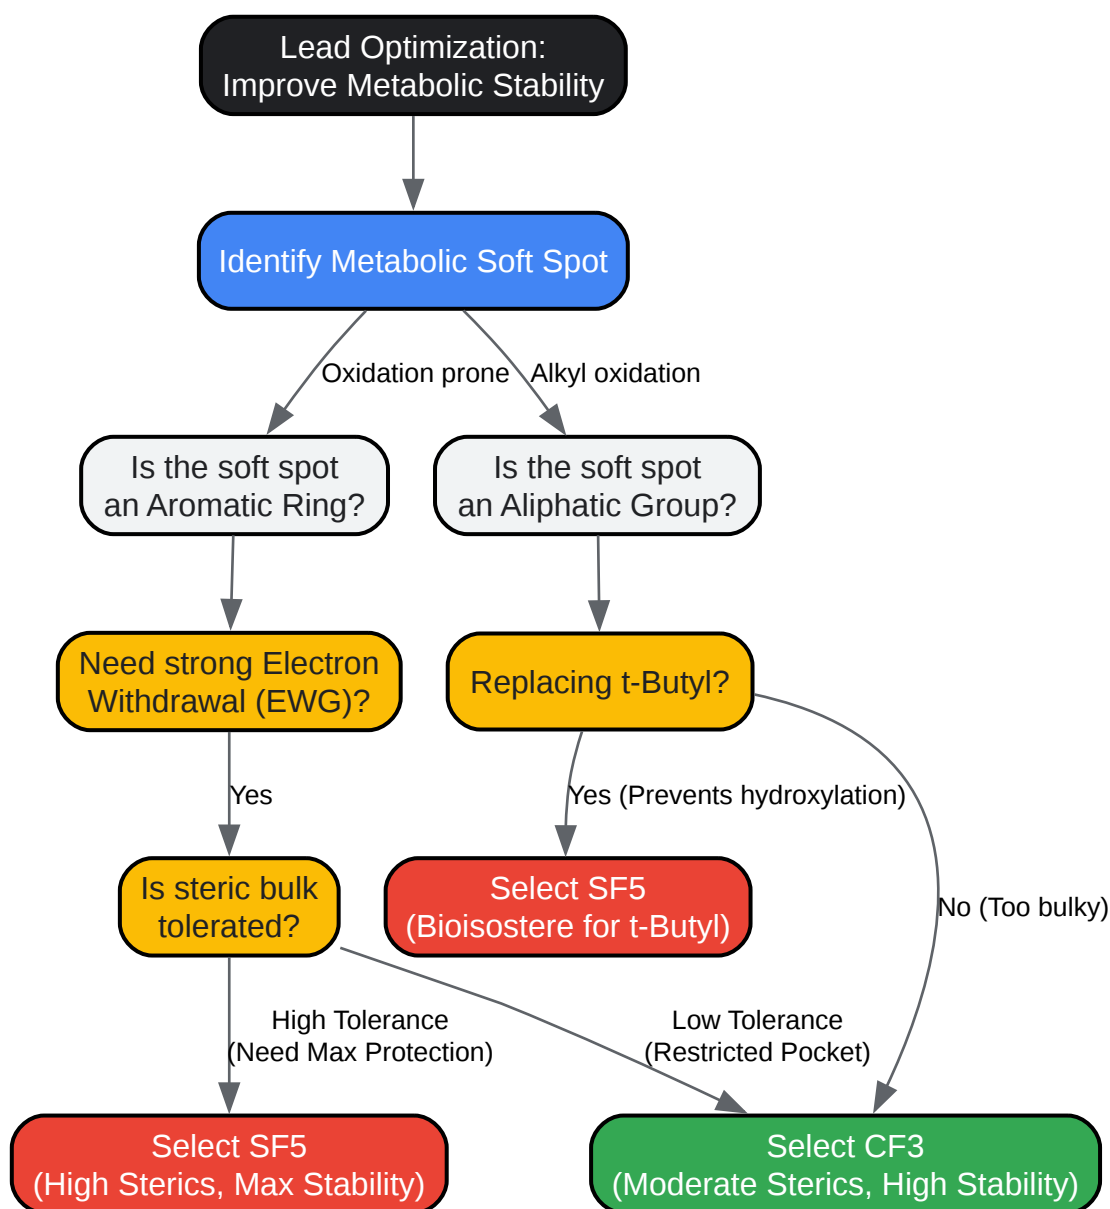 Lead Optimization:
Improve Metabolic Stability
Identify Metabolic Soft Spot
Oxidation prone
Alkyl oxidation
Is the soft spot
an Aromatic Ring?
Is the soft spot
an Aliphatic Group?
Need strong Electron
Withdrawal (EWG)?
Replacing t-Butyl?
Yes
Yes (Prevents hydroxylation)
Is steric bulk
tolerated?
Select SF5
(Bioisostere for t-Butyl)
No (Too bulky)
High Tolerance
(Need Max Protection)
Low Tolerance
(Restricted Pocket)
Select SF5
(High Sterics, Max Stability)
Select CF3
(Moderate Sterics, High Stability)